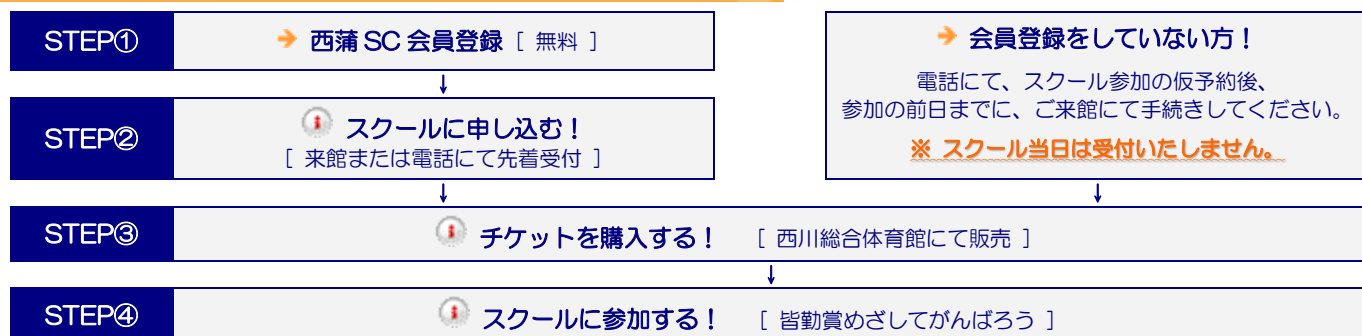 STEP①
西蒲 SC 会員登録 [ 無料 ]
↓
STEP②
スクールに申し込む！
[ 来館または電話にて先着受付 ]
↓
会員登録をしていない方！
電話にて、スクール参加の仮予約後、
参加の前日までに、ご来館にて手続きしてください。
※ スクール当日は受付いたしません。
↓
STEP③
チケットを購入する！ [ 西川総合体育館にて販売 ]
↓
STEP④
スクールに参加する！ [ 皆勤賞めざしてがんばろう ]